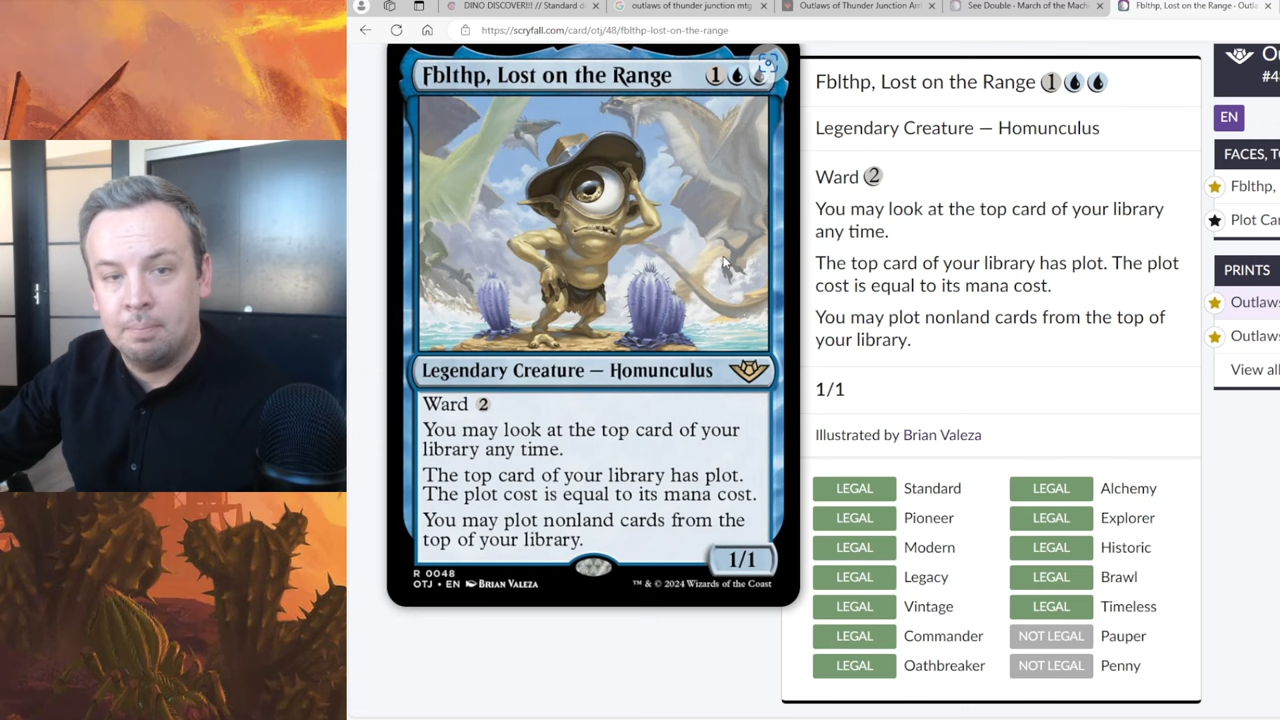 DINO DISCOVER!!! // Standard d
outlaws of thunder junction mtg
Outlaws of Thunder Junction Art
See Double - March of the Mach
Fblthp, Lost on the Range - Outla
https://scryfall.com/card/otj/48/fblthp-lost-on-the-range
Fblthp, Lost on the Range 1
Legendary Creature — Homunculus
Ward 2
You may look at the top card of your
library any time.
The top card of your library has plot.
The plot cost is equal to its mana cost.
You may plot nonland cards from the
top of your library.
1/1
R 0048
OTJ • EN BRIAN VALEZA
™ & © 2024 Wizards of the Coast
Fblthp, Lost on the Range 1
Legendary Creature — Homunculus
Ward 2
You may look at the top card of your library
any time.
The top card of your library has plot. The plot
cost is equal to its mana cost.
You may plot nonland cards from the top of
your library.
1/1
Illustrated by Brian Valeza
LEGAL Standard LEGAL Alchemy
LEGAL Pioneer LEGAL Explorer
LEGAL Modern LEGAL Historic
LEGAL Legacy LEGAL Brawl
LEGAL Vintage LEGAL Timeless
LEGAL Commander NOT LEGAL Pauper
LEGAL Oathbreaker NOT LEGAL Penny
Ou
#4
EN
FACES, TO
Fblthp,
Plot Car
PRINTS
Outlaws
Outlaws
View all